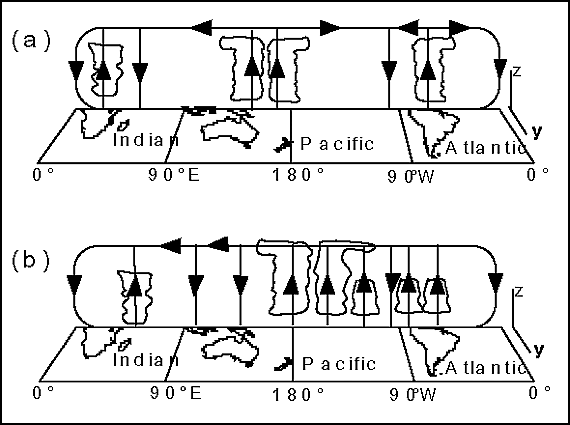 (a)
z
y
Indian Pacific Atlantic
0° 90°E 180° 90°W 0°
(b)
z
y
Indian Pacific Atlantic
0° 90°E 180° 90°W 0°